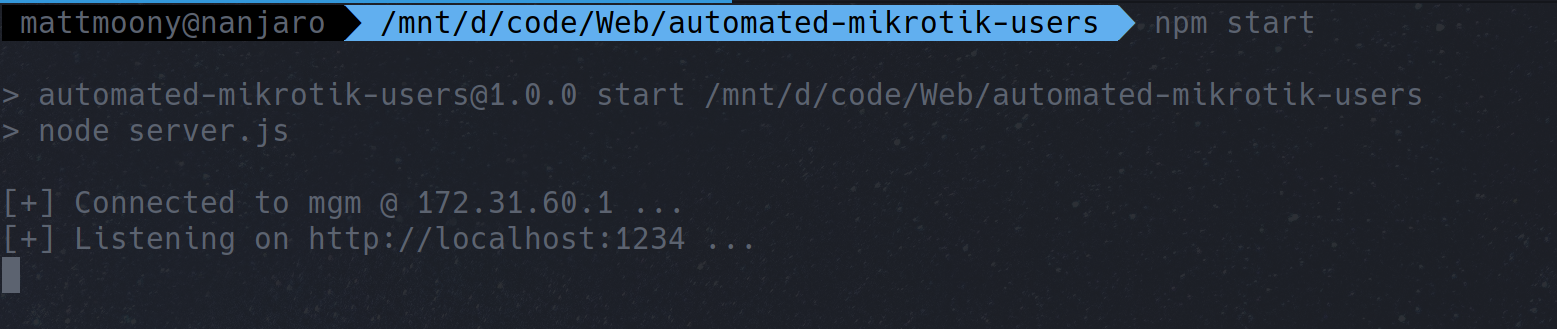 mattmoony@nanjaro /mnt/d/code/Web/automated-mikrotik-users npm start
> automated-mikrotik-users@1.0.0 start /mnt/d/code/Web/automated-mikrotik-users
> node server.js
[+] Connected to mgm @ 172.31.60.1 ...
[+] Listening on http://localhost:1234 ...